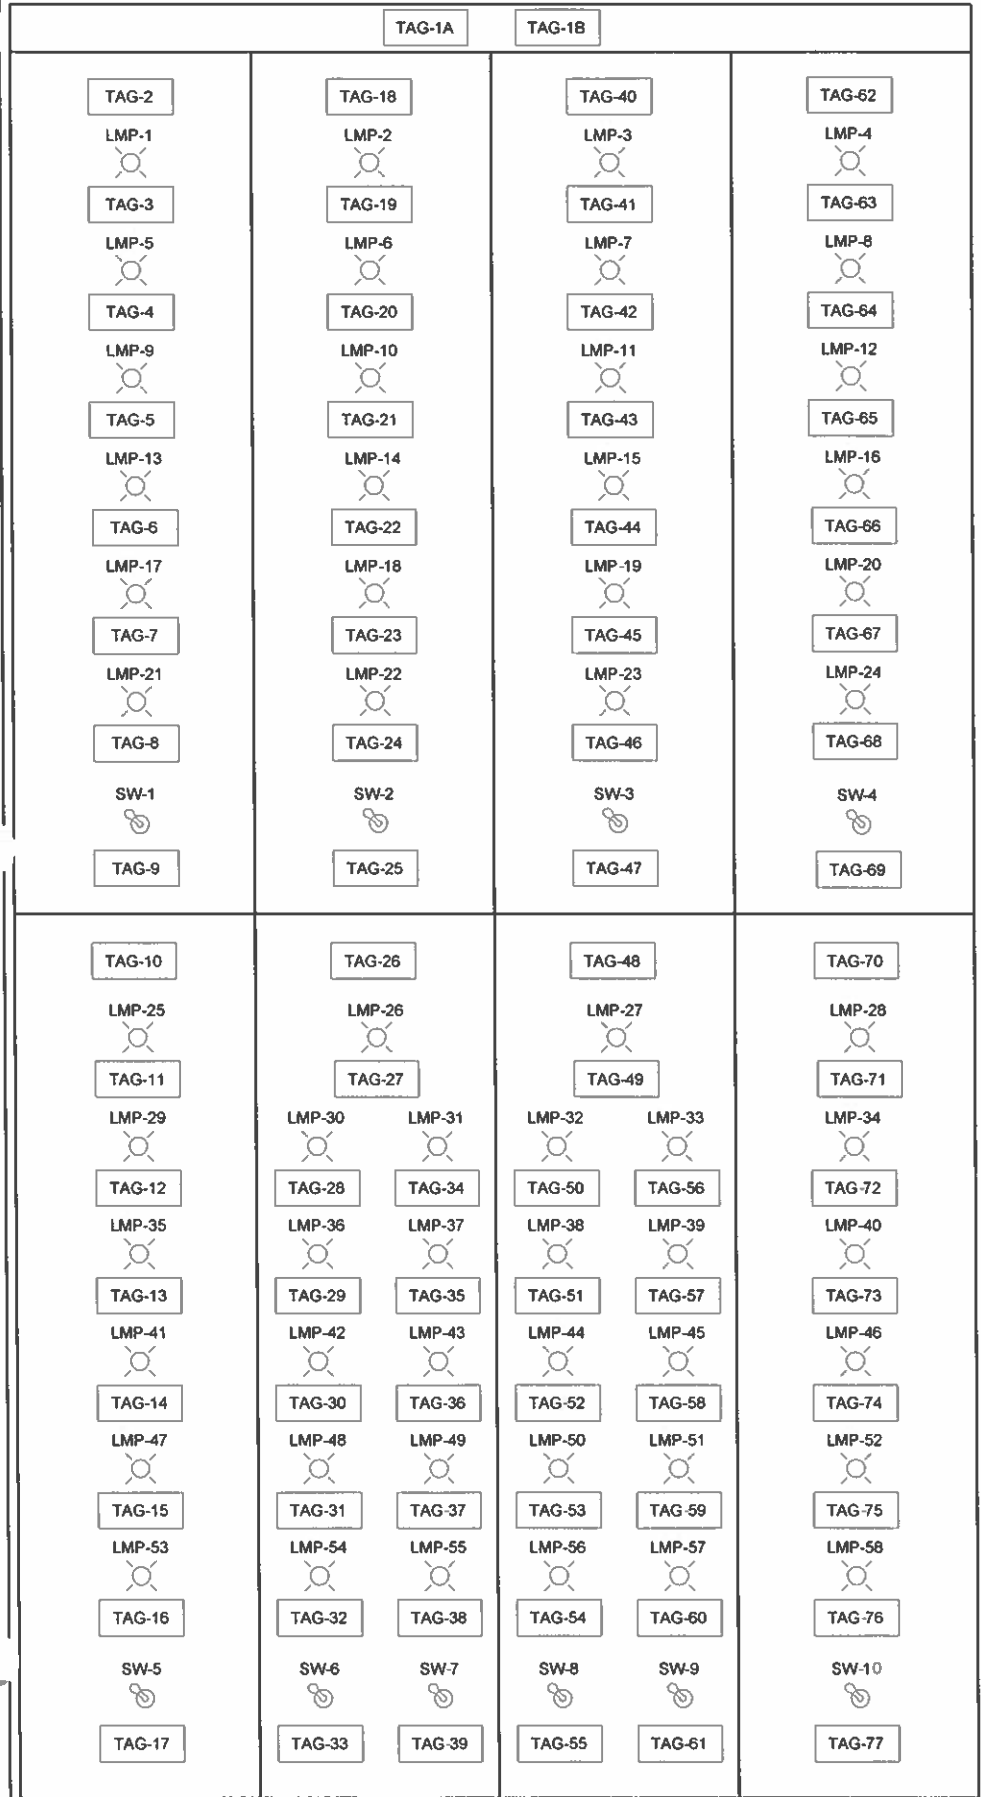 TAG-1A TAG-1B
TAG-2 TAG-18 TAG-40 TAG-62
LMP-1 LMP-2 LMP-3 LMP-4
TAG-3 TAG-19 TAG-41 TAG-63
LMP-5 LMP-6 LMP-7 LMP-8
TAG-4 TAG-20 TAG-42 TAG-64
LMP-9 LMP-10 LMP-11 LMP-12
TAG-5 TAG-21 TAG-43 TAG-65
LMP-13 LMP-14 LMP-15 LMP-16
TAG-6 TAG-22 TAG-44 TAG-66
LMP-17 LMP-18 LMP-19 LMP-20
TAG-7 TAG-23 TAG-45 TAG-67
LMP-21 LMP-22 LMP-23 LMP-24
TAG-8 TAG-24 TAG-46 TAG-68
SW-1 SW-2 SW-3 SW-4
TAG-9 TAG-25 TAG-47 TAG-69
TAG-10 TAG-26 TAG-48 TAG-70
LMP-25 LMP-26 LMP-27 LMP-28
TAG-11 TAG-27 TAG-49 TAG-71
LMP-29 LMP-30 LMP-31 LMP-32 LMP-33 LMP-34
TAG-12 TAG-28 TAG-34 TAG-50 TAG-56 TAG-72
LMP-35 LMP-36 LMP-37 LMP-38 LMP-39 LMP-40
TAG-13 TAG-29 TAG-35 TAG-51 TAG-57 TAG-73
LMP-41 LMP-42 LMP-43 LMP-44 LMP-45 LMP-46
TAG-14 TAG-30 TAG-36 TAG-52 TAG-58 TAG-74
LMP-47 LMP-48 LMP-49 LMP-50 LMP-51 LMP-52
TAG-15 TAG-31 TAG-37 TAG-53 TAG-59 TAG-75
LMP-53 LMP-54 LMP-55 LMP-56 LMP-57 LMP-58
TAG-16 TAG-32 TAG-38 TAG-54 TAG-60 TAG-76
SW-5 SW-6 SW-7 SW-8 SW-9 SW-10
TAG-17 TAG-33 TAG-39 TAG-55 TAG-61 TAG-77